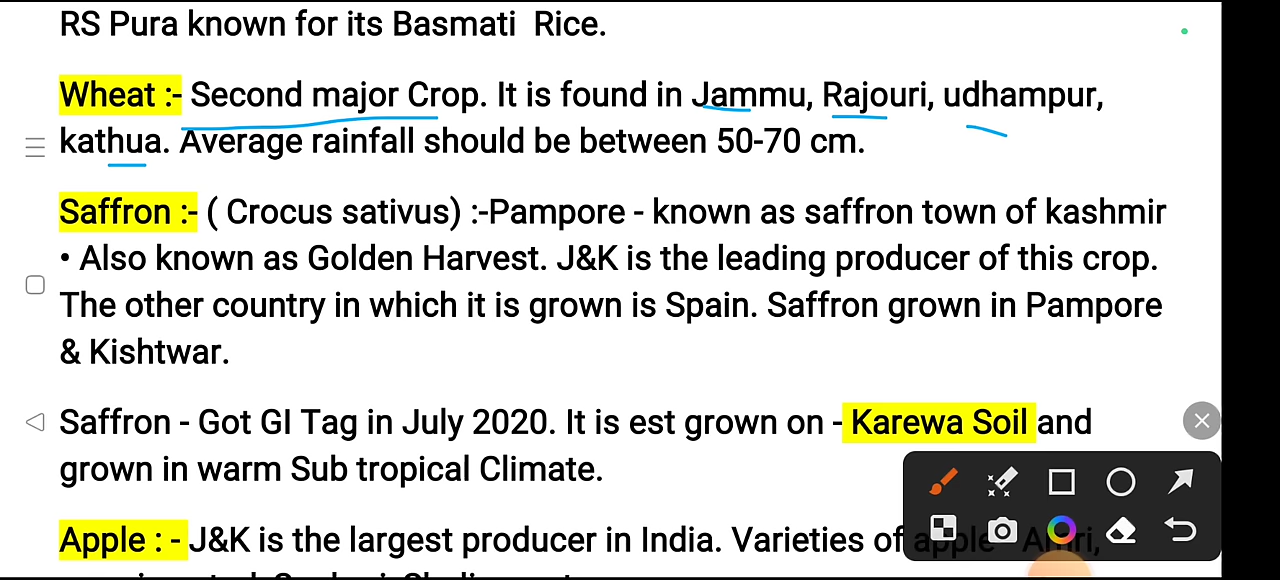 RS Pura known for its Basmati Rice.
Wheat :- Second major Crop. It is found in Jammu, Rajouri, udhampur,
kathua. Average rainfall should be between 50-70 cm.
Saffron :- ( Crocus sativus) :-Pampore - known as saffron town of kashmir
• Also known as Golden Harvest. J&K is the leading producer of this crop.
The other country in which it is grown is Spain. Saffron grown in Pampore
& Kishtwar.
Saffron - Got GI Tag in July 2020. It is est grown on - Karewa Soil and
grown in warm Sub tropical Climate.
Apple : - J&K is the largest producer in India. Varieties of apple Amri,